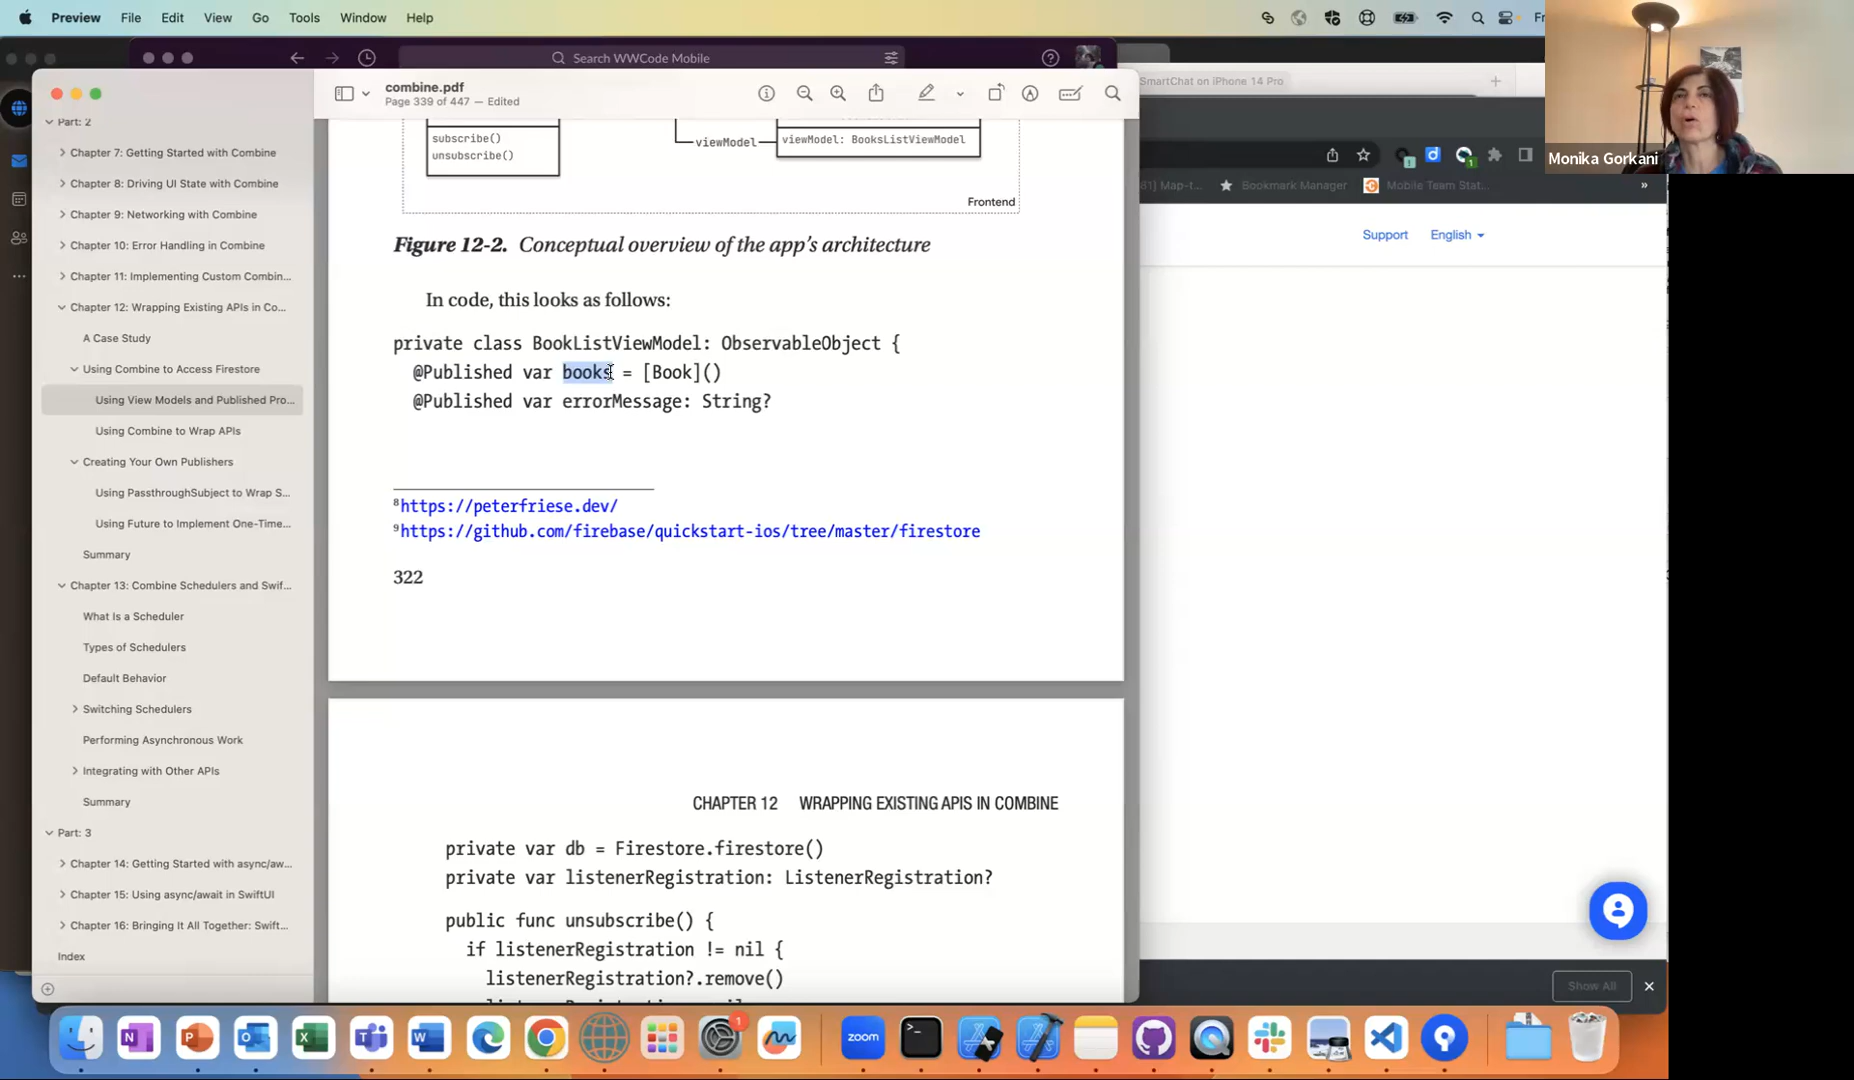 Preview File Edit View Go Tools Window Help
Search WWCode Mobile
combine.pdf
Page 339 of 447 — Edited
SmartChat on iPhone 14 Pro
Monika Gorkani
Bookmark Manager
Mobile Team Stat...
Support English
Part: 2
Chapter 7: Getting Started with Combine
Chapter 8: Driving UI State with Combine
Chapter 9: Networking with Combine
Chapter 10: Error Handling in Combine
Chapter 11: Implementing Custom Combin...
Chapter 12: Wrapping Existing APIs in Co...
A Case Study
Using Combine to Access Firestore
Using View Models and Published Pro...
Using Combine to Wrap APIs
Creating Your Own Publishers
Using PassthroughSubject to Wrap S...
Using Future to Implement One-Time...
Summary
Chapter 13: Combine Schedulers and Swif...
What Is a Scheduler
Types of Schedulers
Default Behavior
Switching Schedulers
Performing Asynchronous Work
Integrating with Other APIs
Summary
Part: 3
Chapter 14: Getting Started with async/aw...
Chapter 15: Using async/await in SwiftUI
Chapter 16: Bringing It All Together: Swift...
Index
subscribe()
unsubscribe()
viewModel
viewModel: BooksListViewModel
Frontend
Figure 12-2. Conceptual overview of the app’s architecture
In code, this looks as follows:
private class BookListViewModel: ObservableObject {
@Published var books = [Book]()
@Published var errorMessage: String?
8https://peterfriese.dev/
9https://github.com/firebase/quickstart-ios/tree/master/firestore
322
CHAPTER 12 WRAPPING EXISTING APIS IN COMBINE
private var db = Firestore.firestore()
private var listenerRegistration: ListenerRegistration?
public func unsubscribe() {
if listenerRegistration != nil {
listenerRegistration?.remove()
Show All
zoom